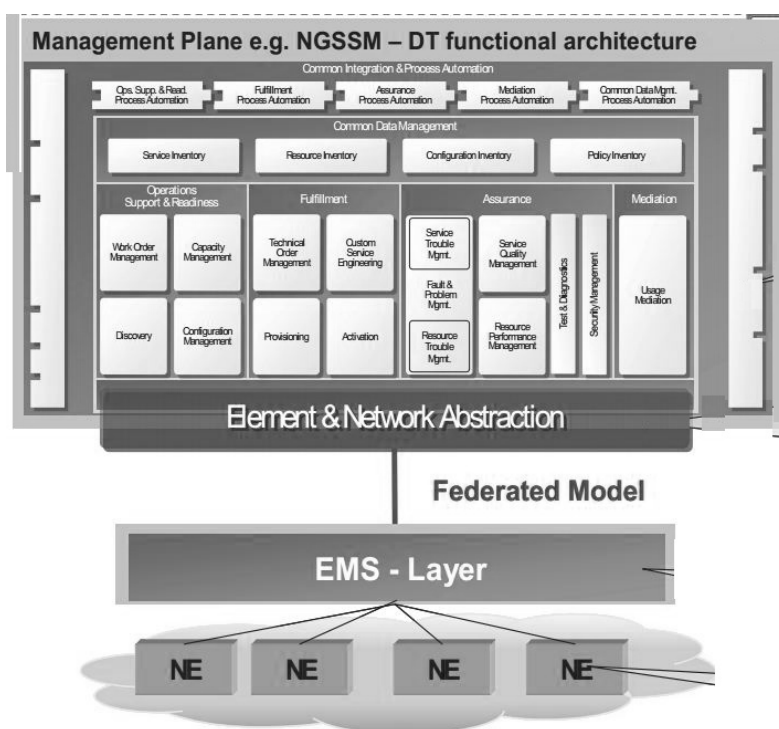 Management Plane e.g. NGSSM – DT functional architecture
Common Integration & Process Automation
Ops. Supp. & Read.
Process Automation
Fulfillment
Process Automation
Assurance
Process Automation
Mediation
Process Automation
Common Data Mgmt.
Process Automation
Common Data Management
Service Inventory
Resource Inventory
Configuration Inventory
Policy Inventory
Operations
Support & Readiness
Work Order
Management
Capacity
Management
Discovery
Configuration
Management
Fulfillment
Technical
Order
Management
Custom
Service
Engineering
Provisioning
Activation
Assurance
Service
Trouble
Mgmt.
Fault &
Problem
Mgmt.
Resource
Trouble
Mgmt.
Service
Quality
Management
Resource
Performance
Management
Test & Diagnostics
Security Management
Mediation
Usage
Mediation
Element & Network Abstraction
Federated Model
EMS - Layer
NE
NE
NE
NE